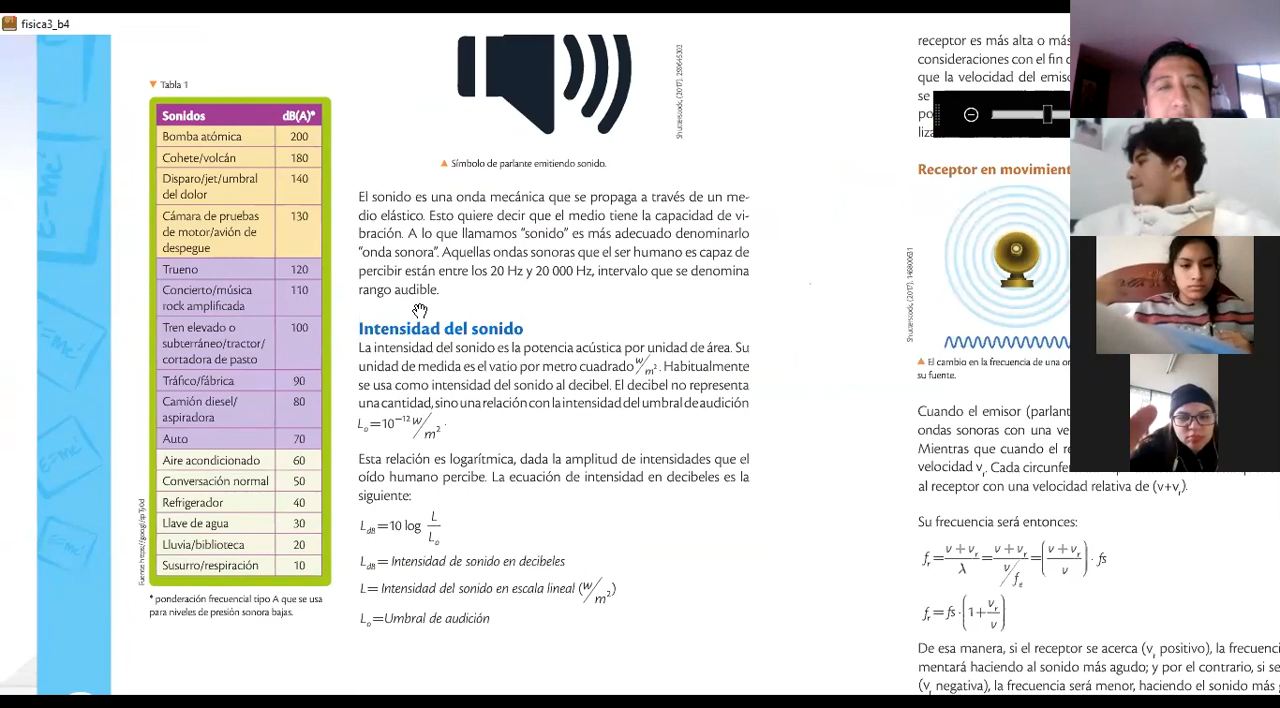 fisica3_b4
▼ Tabla 1
Sonidos dB(A)*
Bomba atómica 200
Cohete/volcán 180
Disparo/jet/umbral
del dolor 140
Cámara de pruebas
de motor/avión de
despegue 130
Trueno 120
Concierto/música
rock amplificada 110
Tren elevado o
subterráneo/tractor/
cortadora de pasto 100
Tráfico/fábrica 90
Camión diesel/
aspiradora 80
Auto 70
Aire acondicionado 60
Conversación normal 50
Refrigerador 40
Llave de agua 30
Lluvia/biblioteca 20
Susurro/respiración 10
* ponderación frecuencial tipo A que se usa
para niveles de presión sonora bajas.
▲ Símbolo de parlante emitiendo sonido.
El sonido es una onda mecánica que se propaga a través de un me-
dio elástico. Esto quiere decir que el medio tiene la capacidad de vi-
bración. A lo que llamamos "sonido" es más adecuado denominarlo
"onda sonora". Aquellas ondas sonoras que el ser humano es capaz de
percibir están entre los 20 Hz y 20 000 Hz, intervalo que se denomina
rango audible.
Intensidad del sonido
La intensidad del sonido es la potencia acústica por unidad de área. Su
unidad de medida es el vatio por metro cuadrado w/m². Habitualmente
se usa como intensidad del sonido al decibel. El decibel no representa
una cantidad, sino una relación con la intensidad del umbral de audición
L₀=10⁻¹² w/m².
Esta relación es logarítmica, dada la amplitud de intensidades que el
oído humano percibe. La ecuación de intensidad en decibeles es la
siguiente:
L_dB=10 log L/L₀
L_dB= Intensidad de sonido en decibeles
L= Intensidad del sonido en escala lineal (w/m²)
L₀=Umbral de audición
receptor es más alta o más
consideraciones con el fin
que la velocidad del
se
Receptor en movimient
▲ El cambio en la frecuencia de una
su fuente.
Cuando el emisor (parlan
ondas sonoras con una
Mientras que cuando el
velocidad vᵣ. Cada
al receptor con una velocidad relativa de (v+vᵣ).
Su frecuencia será entonces:
fᵣ=(v+vᵣ)/λ=(v+vᵣ)/(v/fₑ)=((v+vᵣ)/v)·fs
fᵣ=fs·(1+vᵣ/v)
De esa manera, si el receptor se acerca (vᵣ positivo), la frecuenci
mentará haciendo al sonido más agudo; y por el contrario, si se
(vᵣ negativa), la frecuencia será menor, haciendo el sonido más